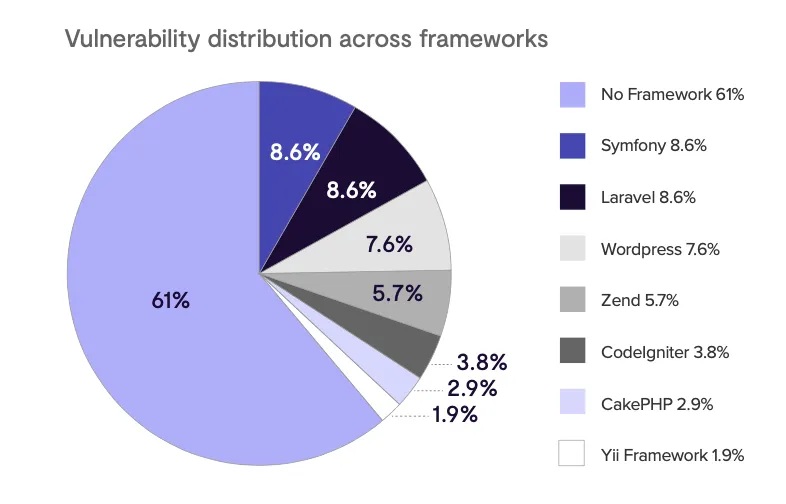 Vulnerability distribution across frameworks
8.6%
8.6%
7.6%
61%
5.7%
3.8%
2.9%
1.9%
No Framework 61%
Symfony 8.6%
Laravel 8.6%
Wordpress 7.6%
Zend 5.7%
CodeIgniter 3.8%
CakePHP 2.9%
Yii Framework 1.9%